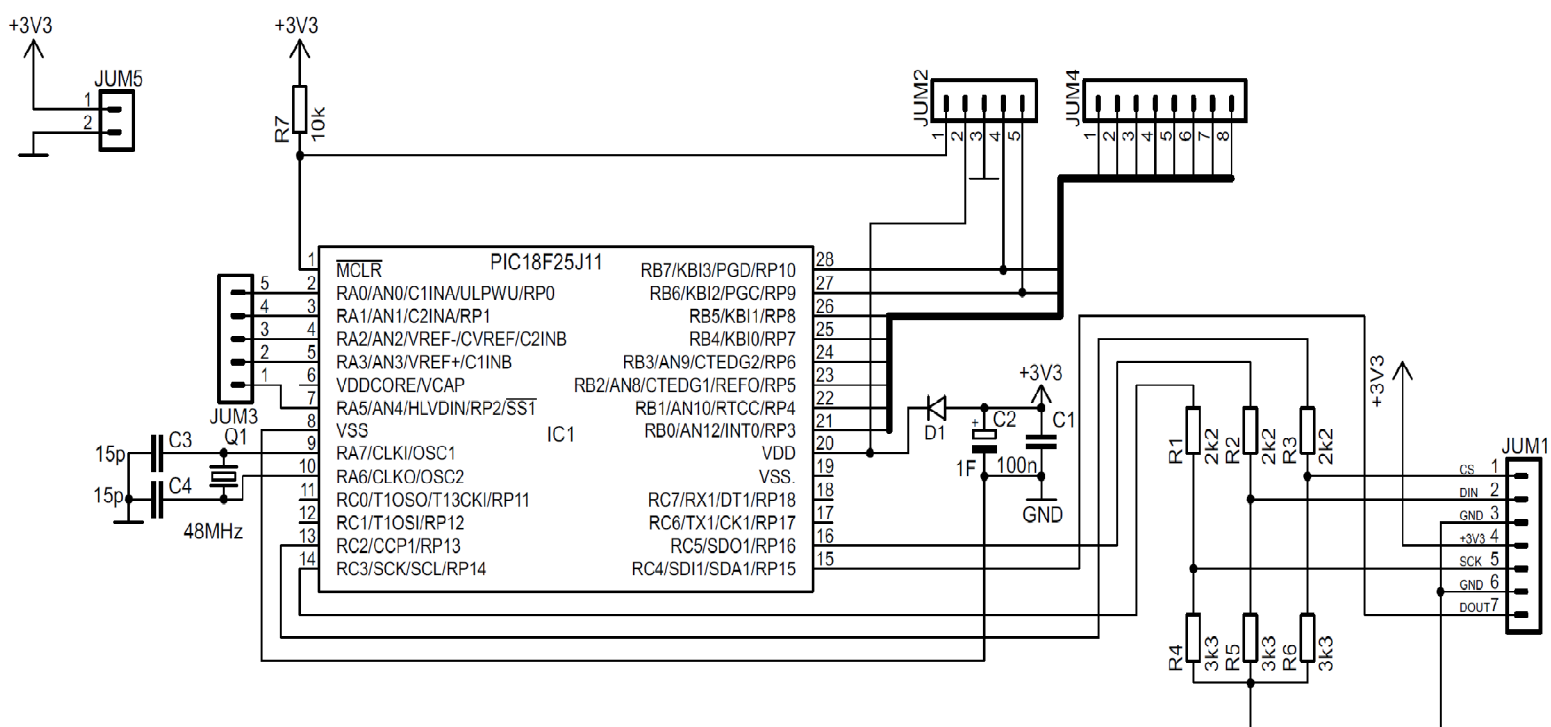 +3V3
JUM5
1
2
+3V3
R7
10k
JUM2
1
2
3
4
5
JUM4
1
2
3
4
5
6
7
8
PIC18F25J11
IC1
1 MCLR
2 RA0/AN0/C1INA/ULPWU/RP0
3 RA1/AN1/C2INA/RP1
4 RA2/AN2/VREF-/CVREF/C2INB
5 RA3/AN3/VREF+/C1INB
6 VDDCORE/VCAP
7 RA5/AN4/HLVDIN/RP2/SS1
8 VSS
9 RA7/CLKI/OSC1
10 RA6/CLKO/OSC2
11 RC0/T1OSO/T13CKI/RP11
12 RC1/T1OSI/RP12
13 RC2/CCP1/RP13
14 RC3/SCK/SCL/RP14
RB7/KBI3/PGD/RP10 28
RB6/KBI2/PGC/RP9 27
RB5/KBI1/RP8 26
RB4/KBI0/RP7 25
RB3/AN9/CTEDG2/RP6 24
RB2/AN8/CTEDG1/REFO/RP5 23
RB1/AN10/RTCC/RP4 22
RB0/AN12/INT0/RP3 21
VDD 20
VSS. 19
RC7/RX1/DT1/RP18 18
RC6/TX1/CK1/RP17 17
RC5/SDO1/RP16 16
RC4/SDI1/SDA1/RP15 15
5
4
3
2
1
JUM3
Q1
15p C3
15p C4
48MHz
+3V3
D1
+ C2
1F
C1
100n
GND
R1 2k2
R2 2k2
R3 2k2
R4 3k3
R5 3k3
R6 3k3
+3V3
JUM1
CS 1
DIN 2
GND 3
+3V3 4
SCK 5
GND 6
DOUT 7